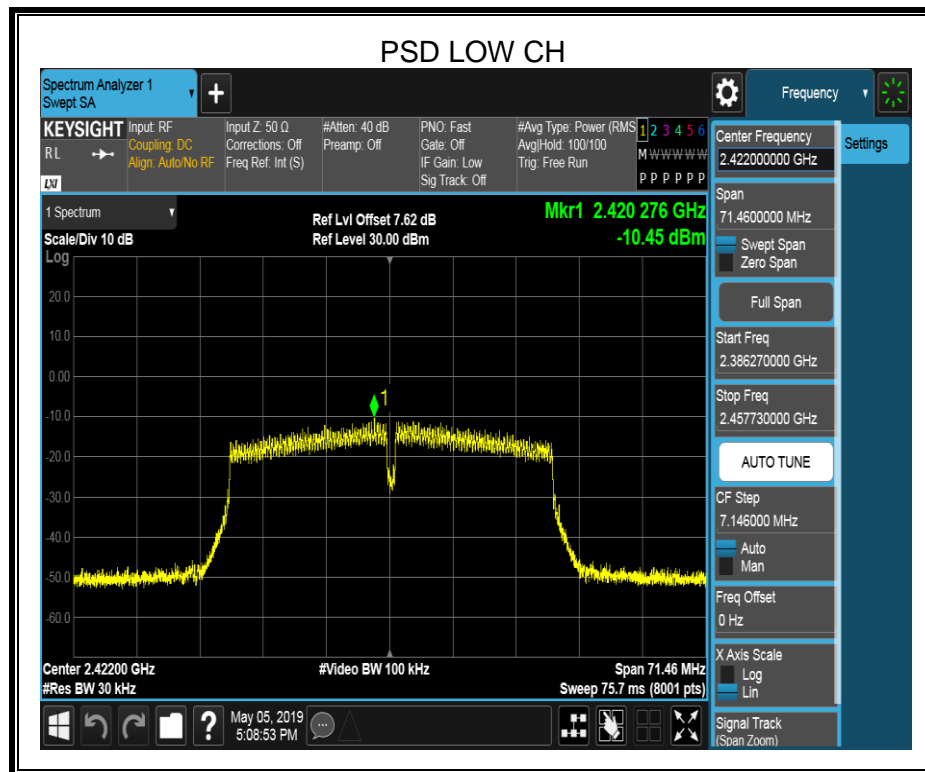 PSD LOW CH
Spectrum Analyzer 1
Swept SA
Frequency
KEYSIGHT
RL
LXI
Input: RF
Coupling: DC
Align: Auto/No RF
Input Z: 50 Ω
Corrections: Off
Freq Ref: Int (S)
#Atten: 40 dB
Preamp: Off
PNO: Fast
Gate: Off
IF Gain: Low
Sig Track: Off
#Avg Type: Power (RMS
Avg|Hold: 100/100
Trig: Free Run
1 2 3 4 5 6
M W W W W W
P P P P P P
1 Spectrum
Scale/Div 10 dB
Ref Lvl Offset 7.62 dB
Ref Level 30.00 dBm
Mkr1 2.420 276 GHz
-10.45 dBm
Log
20.0
10.0
0.00
-10.0
-20.0
-30.0
-40.0
-50.0
-60.0
1
Center 2.42200 GHz
#Video BW 100 kHz
Span 71.46 MHz
#Res BW 30 kHz
Sweep 75.7 ms (8001 pts)
May 05, 2019
5:08:53 PM
Center Frequency
2.422000000 GHz
Settings
Span
71.4600000 MHz
Swept Span
Zero Span
Full Span
Start Freq
2.386270000 GHz
Stop Freq
2.457730000 GHz
AUTO TUNE
CF Step
7.146000 MHz
Auto
Man
Freq Offset
0 Hz
X Axis Scale
Log
Lin
Signal Track
(Span Zoom)